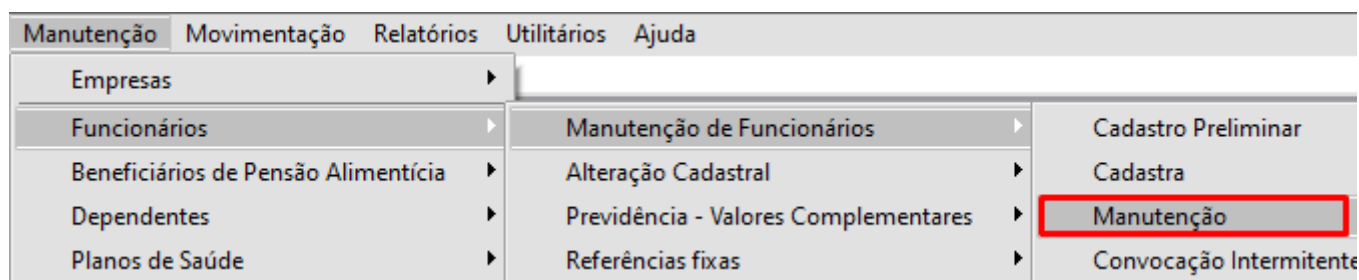 Manutenção Movimentação Relatórios Utilitários Ajuda
Empresas
Funcionários Manutenção de Funcionários Cadastro Preliminar
Beneficiários de Pensão Alimentícia Alteração Cadastral Cadastra
Dependentes Previdência - Valores Complementares Manutenção
Planos de Saúde Referências fixas Convocação Intermitente